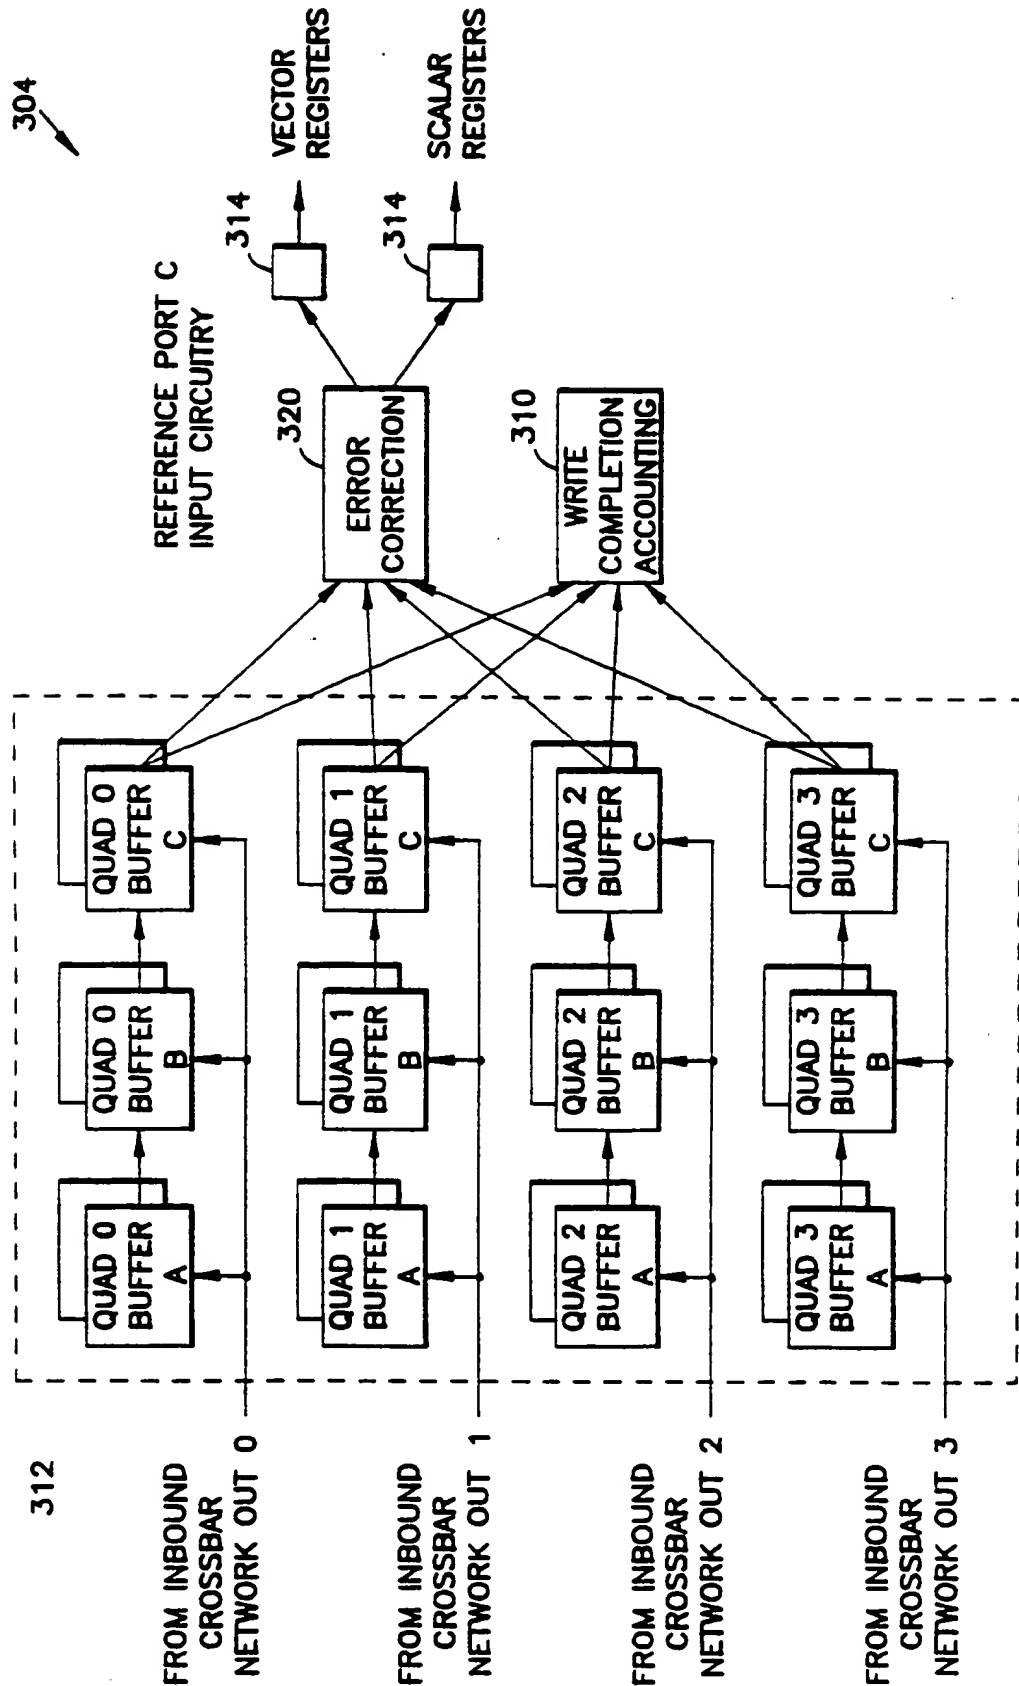 304
REFERENCE PORT C
INPUT CIRCUITRY
312
FROM INBOUND
CROSSBAR
NETWORK OUT 0
QUAD 0
BUFFER
A
QUAD 0
BUFFER
B
QUAD 0
BUFFER
C
FROM INBOUND
CROSSBAR
NETWORK OUT 1
QUAD 1
BUFFER
A
QUAD 1
BUFFER
B
QUAD 1
BUFFER
C
FROM INBOUND
CROSSBAR
NETWORK OUT 2
QUAD 2
BUFFER
A
QUAD 2
BUFFER
B
QUAD 2
BUFFER
C
FROM INBOUND
CROSSBAR
NETWORK OUT 3
QUAD 3
BUFFER
A
QUAD 3
BUFFER
B
QUAD 3
BUFFER
C
320
ERROR
CORRECTION
310
WRITE
COMPLETION
ACCOUNTING
314
VECTOR
REGISTERS
314
SCALAR
REGISTERS